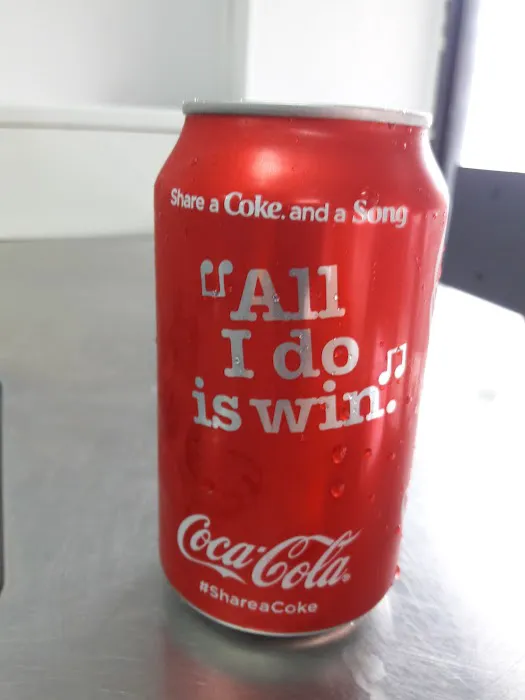 Share a Coke. and a Song
"All
I do
is win."
Coca-Cola
#ShareaCoke